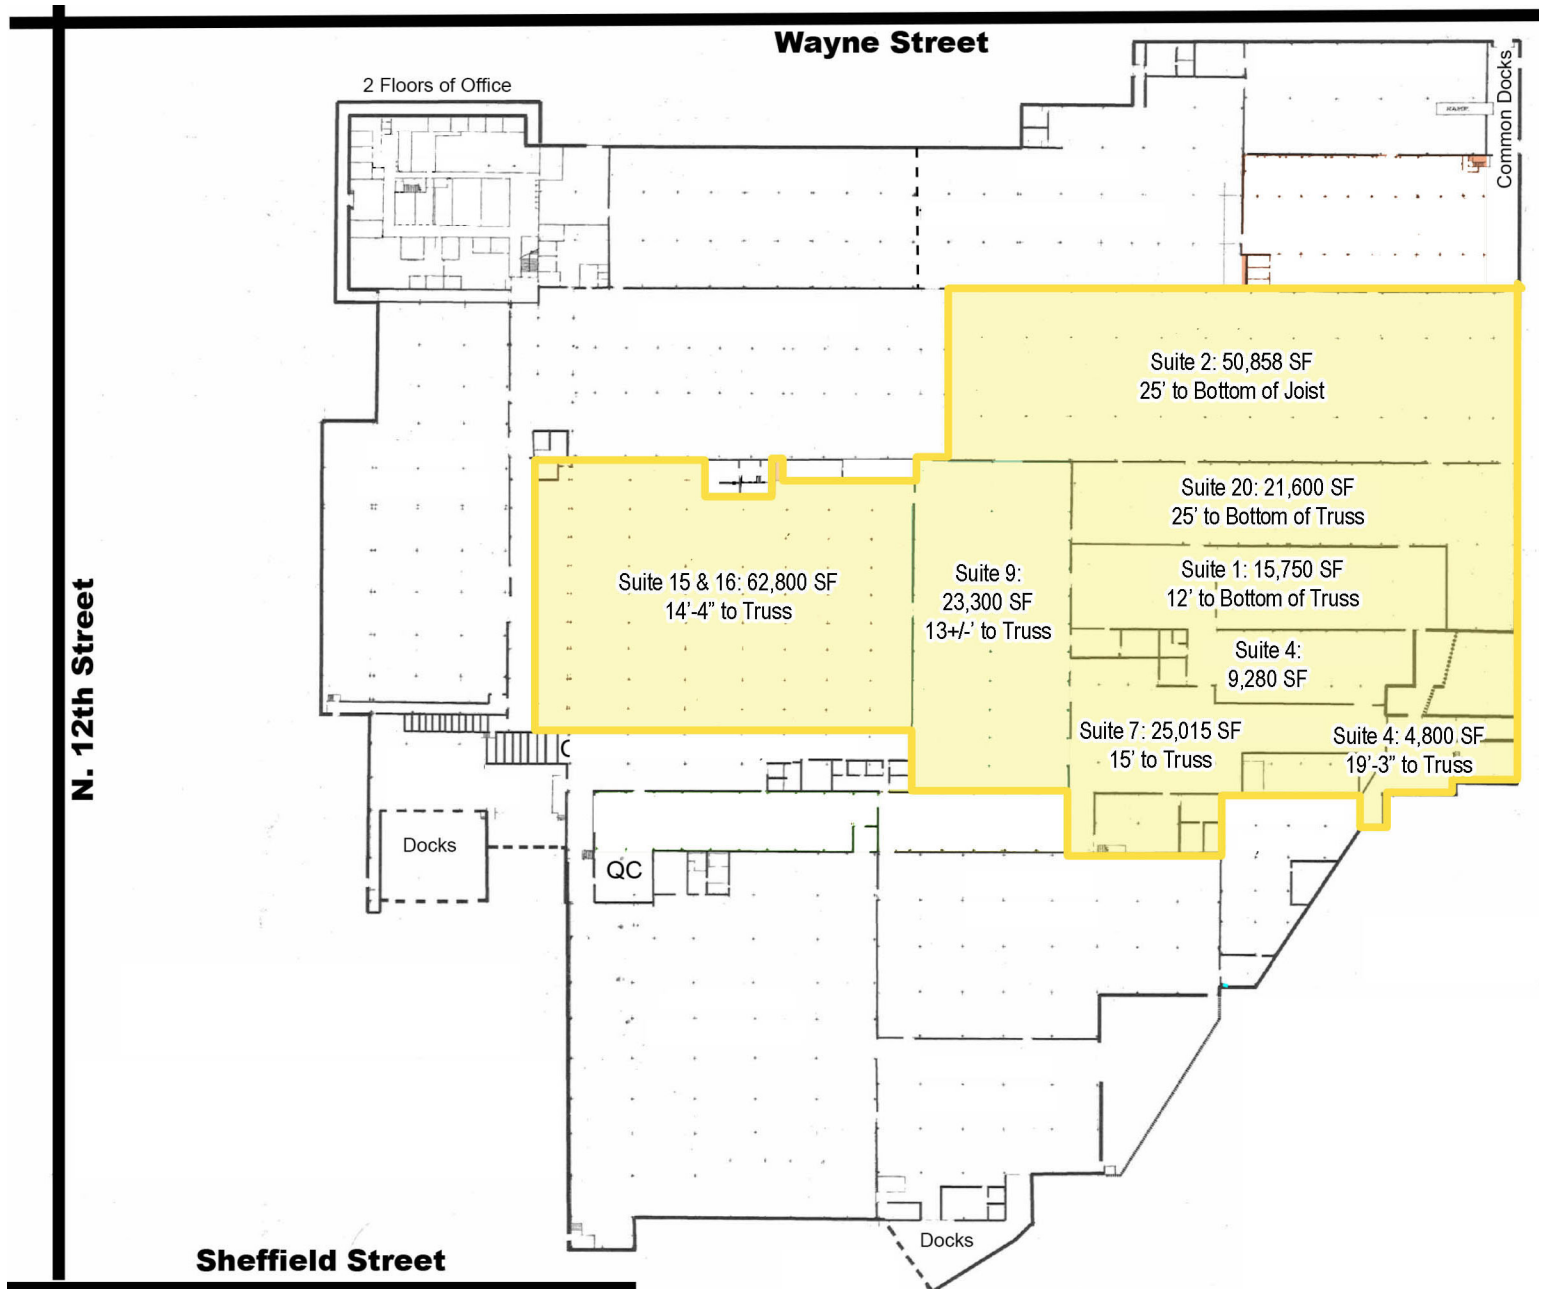 Wayne Street
Common Docks
2 Floors of Office
RAMP
Suite 2: 50,858 SF
25' to Bottom of Joist
Suite 20: 21,600 SF
25' to Bottom of Truss
Suite 15 & 16: 62,800 SF
14'-4" to Truss
Suite 9:
23,300 SF
13+/-' to Truss
Suite 1: 15,750 SF
12' to Bottom of Truss
Suite 4:
9,280 SF
N. 12th Street
Suite 7: 25,015 SF
15' to Truss
Suite 4: 4,800 SF
19'-3" to Truss
Docks
QC
Docks
Sheffield Street